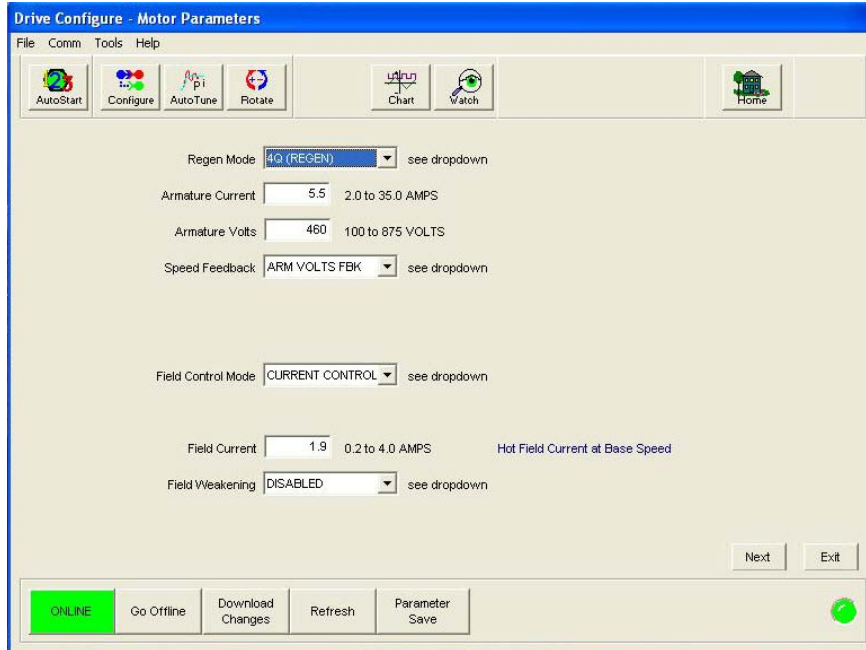 Drive Configure - Motor Parameters
File Comm Tools Help
AutoStart Configure AutoTune Rotate Chart Watch Home
Regen Mode 4Q (REGEN) see dropdown
Armature Current 5.5 2.0 to 35.0 AMPS
Armature Volts 460 100 to 875 VOLTS
Speed Feedback ARM VOLTS FBK see dropdown
Field Control Mode CURRENT CONTROL see dropdown
Field Current 1.9 0.2 to 4.0 AMPS Hot Field Current at Base Speed
Field Weakening DISABLED see dropdown
Next Exit
ONLINE Go Offline Download Changes Refresh Parameter Save